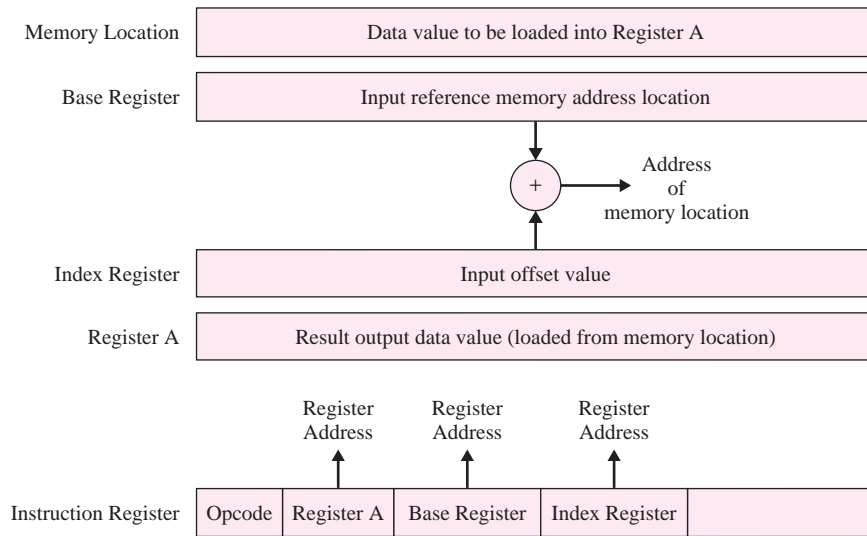 Memory Location
Data value to be loaded into Register A
Base Register
Input reference memory address location
+
Address
of
memory location
Index Register
Input offset value
Register A
Result output data value (loaded from memory location)
Register
Address
Register
Address
Register
Address
Instruction Register
Opcode
Register A
Base Register
Index Register